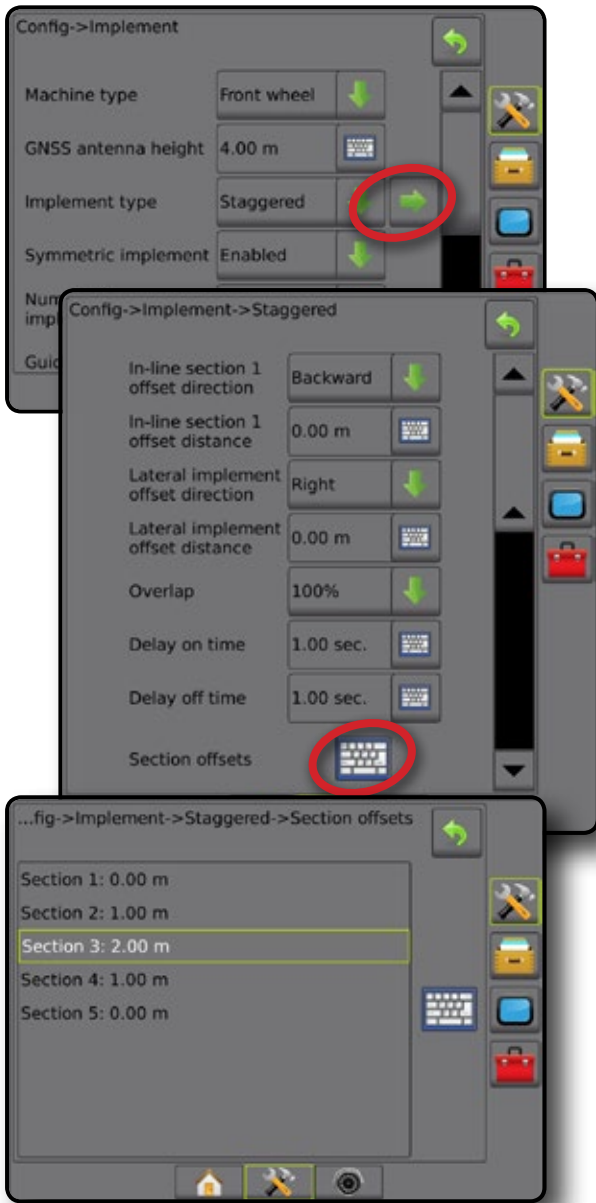 Config->Implement
Machine type Front wheel
GNSS antenna height 4.00 m
Implement type Staggered
Symmetric implement Enabled
Config->Implement->Staggered
In-line section 1
offset direction Backward
In-line section 1
offset distance 0.00 m
Lateral implement
offset direction Right
Lateral implement
offset distance 0.00 m
Overlap 100%
Delay on time 1.00 sec.
Delay off time 1.00 sec.
Section offsets
...fig->Implement->Staggered->Section offsets
Section 1: 0.00 m
Section 2: 1.00 m
Section 3: 2.00 m
Section 4: 1.00 m
Section 5: 0.00 m